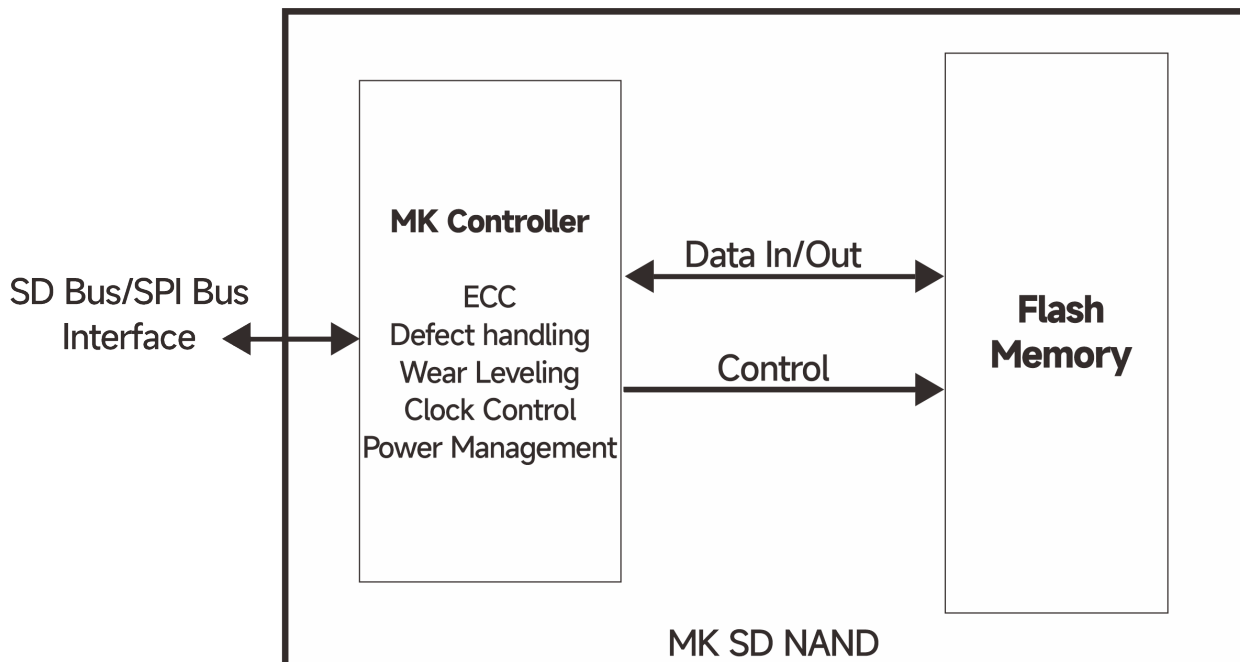 SD Bus/SPI Bus
Interface
MK Controller
ECC
Defect handling
Wear Leveling
Clock Control
Power Management
Data In/Out
Control
Flash
Memory
MK SD NAND